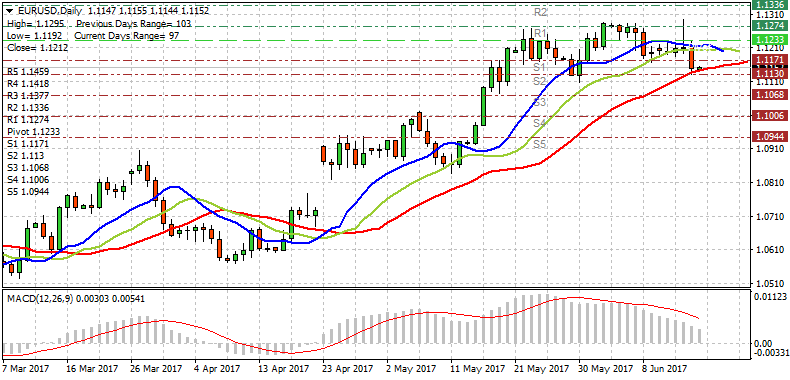 EURUSD,Daily 1.1147 1.1155 1.1144 1.1152
High= 1.1295 Previous Days Range= 103
Low= 1.1192 Current Days Range= 97
Close= 1.1212
R5 1.1459
R4 1.1418
R3 1.1377
R2 1.1336
R1 1.1274
Pivot 1.1233
S1 1.1171
S2 1.113
S3 1.1068
S4 1.1006
S5 1.0944
R2
R1
S1
S2
S3
S4
S5
1.1336
1.1310
1.1274
1.1233
1.1210
1.1171
1.1130
1.1110
1.1068
1.1006
1.0944
1.0910
1.0810
1.0710
1.0610
1.0510
MACD(12,26,9) 0.00303 0.00541
0.01123
0.00
-0.00331
7 Mar 2017
16 Mar 2017
26 Mar 2017
4 Apr 2017
13 Apr 2017
23 Apr 2017
2 May 2017
11 May 2017
21 May 2017
30 May 2017
8 Jun 2017